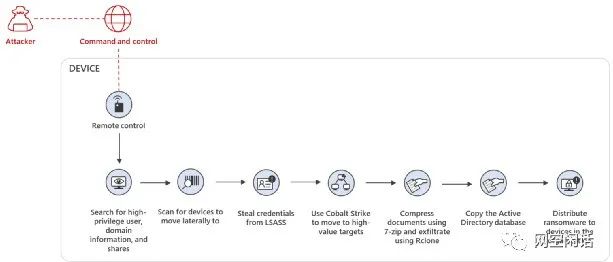 Attacker
Command and control
DEVICE
Remote control
Search for high-
privilege user,
domain
information, and
shares
Scan for devices to
move laterally to
Steal credentials
from LSASS
Use Cobalt Strike
to move to high-
value targets
Compress
documents using
7-zip and exfiltrate
using Rclone
Copy the Active
Directory database
Distribute
ransomware to
devices in the
网空闲话